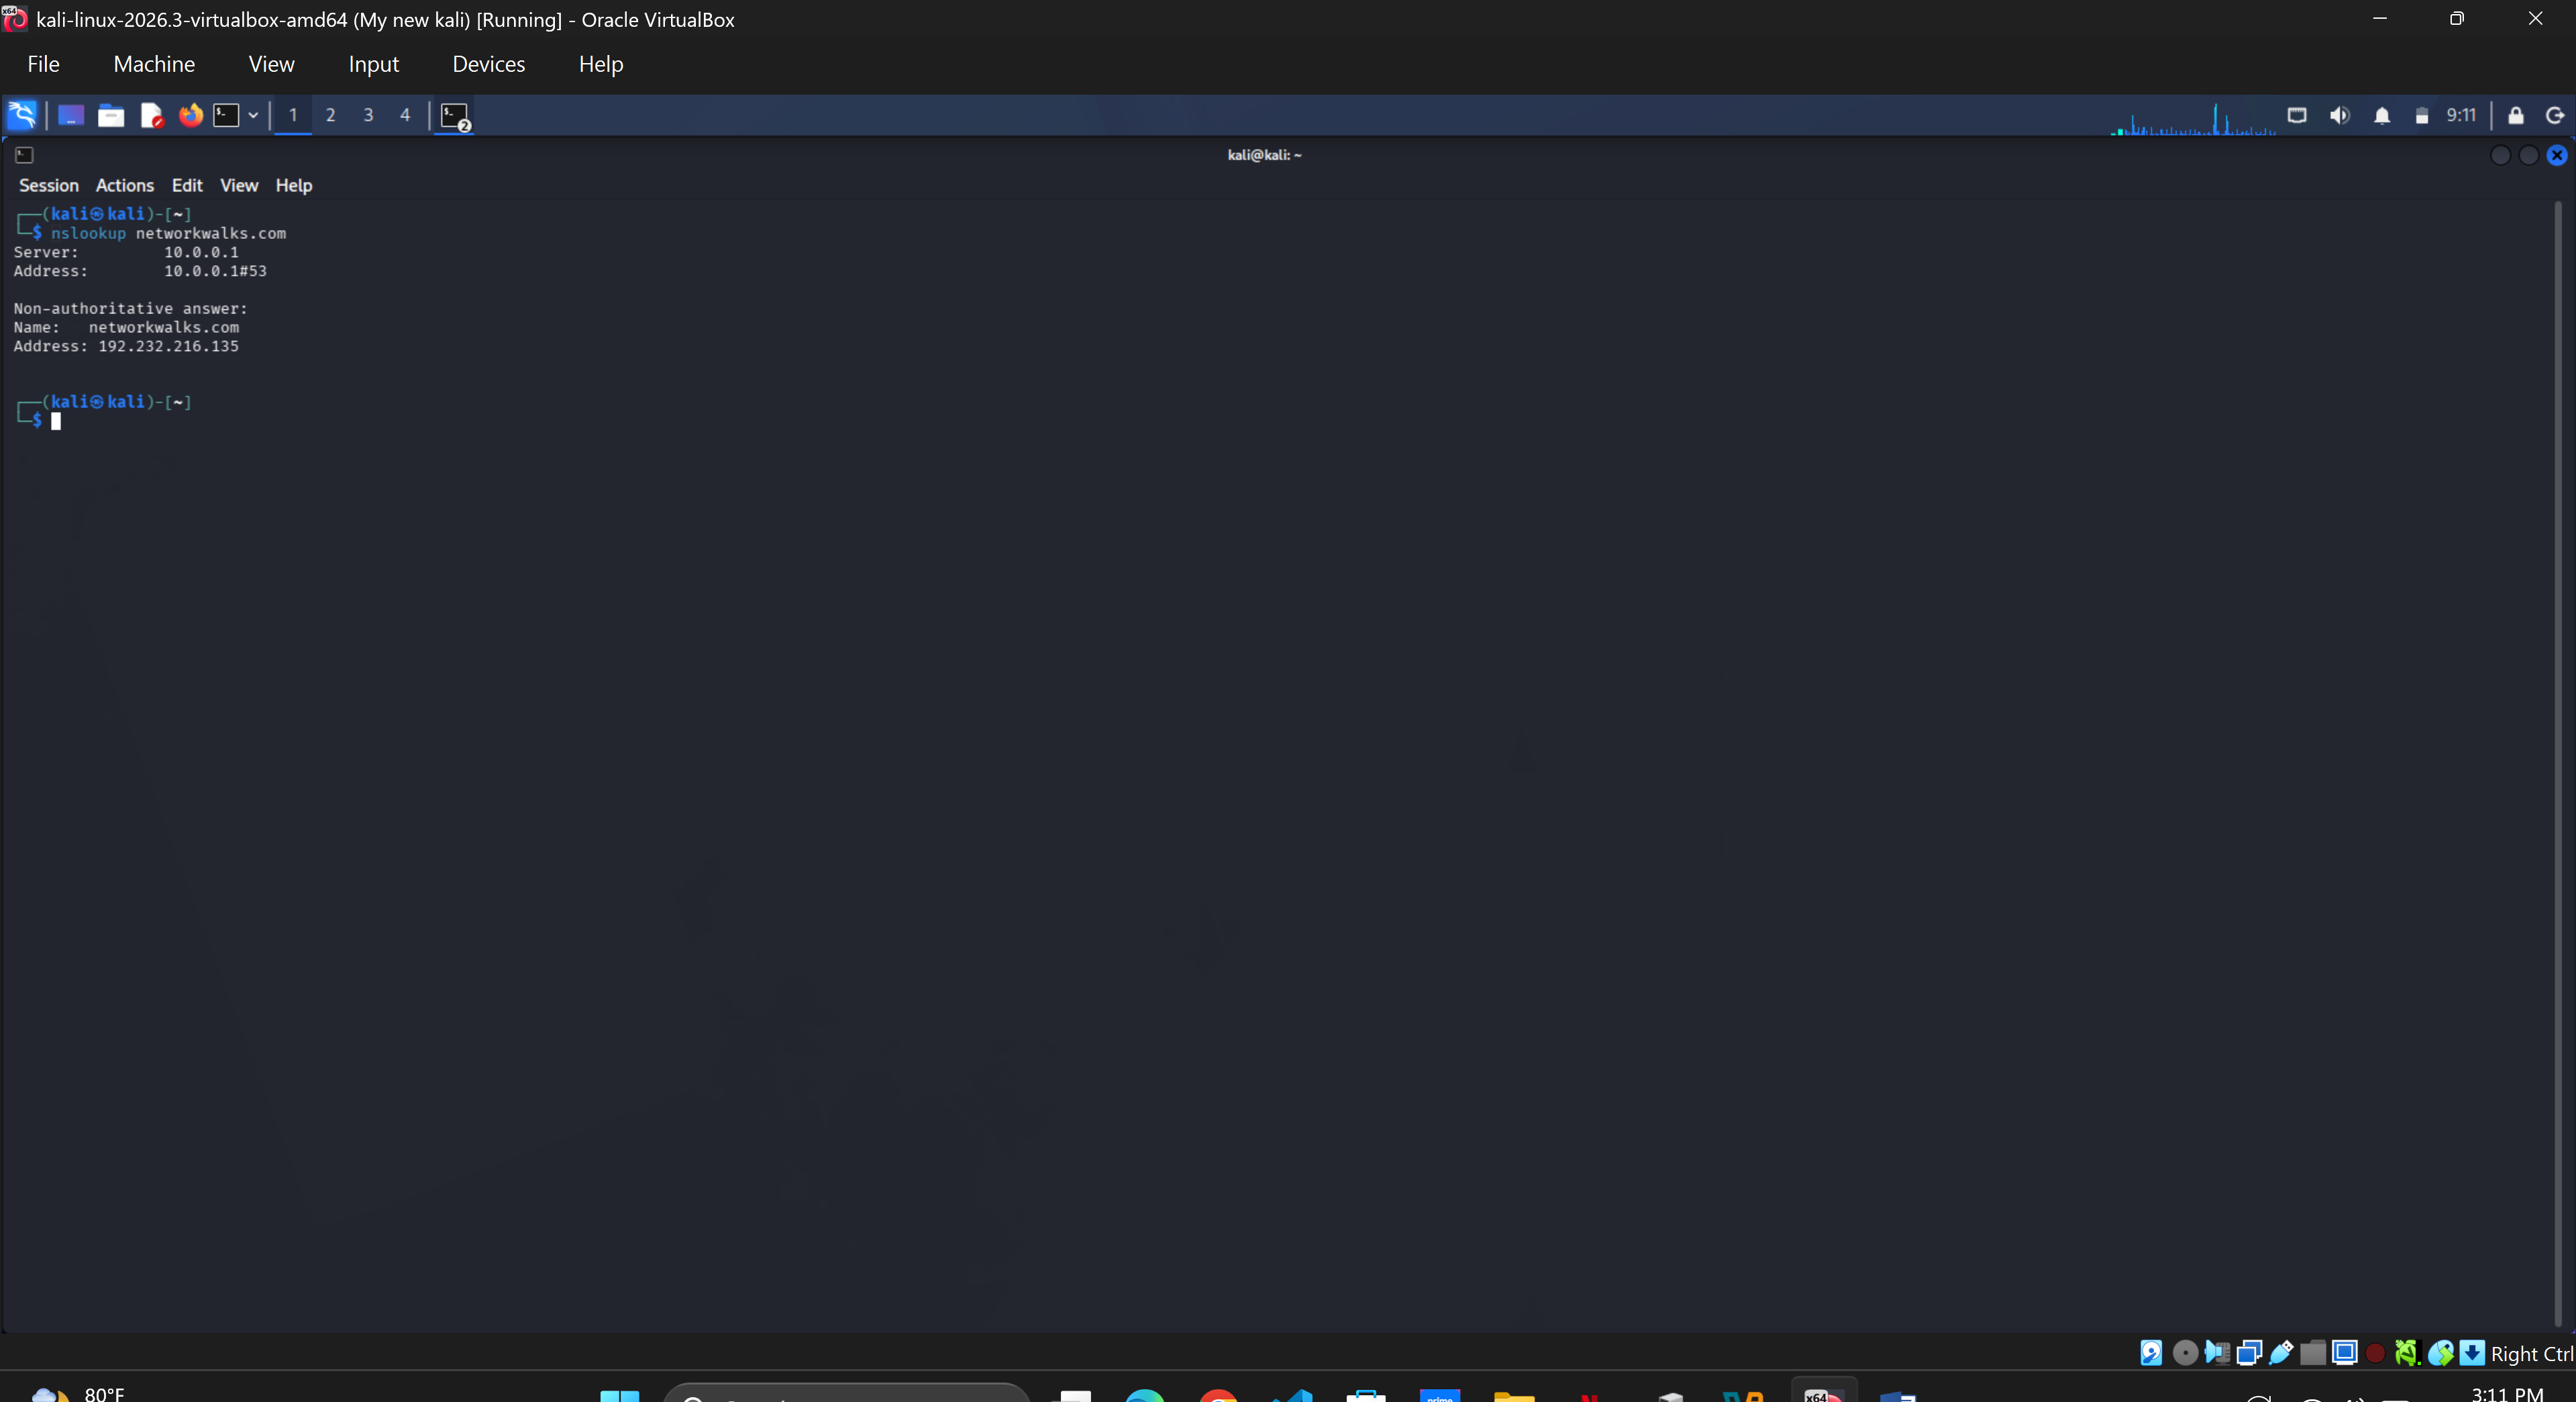 kali-linux-2026.3-virtualbox-amd64 (My new kali) [Running] - Oracle VirtualBox
File Machine View Input Devices Help
1 2 3 4 2 9:11
kali@kali: ~
Session Actions Edit View Help
┌──(kali㉿kali)-[~]
└─$ nslookup networkwalks.com
Server: 10.0.0.1
Address: 10.0.0.1#53
Non-authoritative answer:
Name: networkwalks.com
Address: 192.232.216.135
┌──(kali㉿kali)-[~]
└─$
Right Ctrl
80°F
x64
prime
3:11 PM